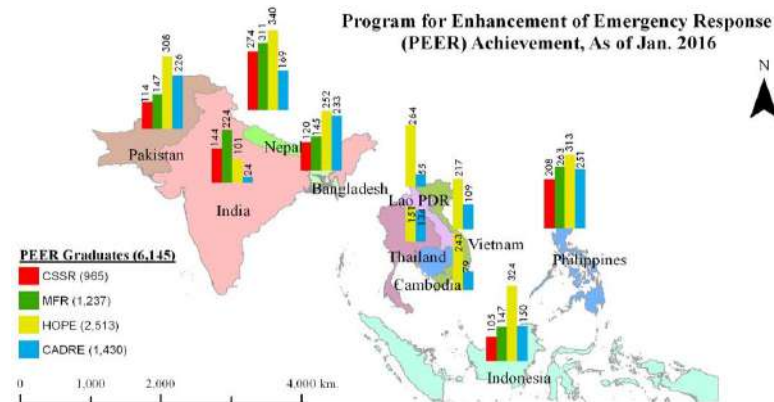 Program for Enhancement of Emergency Response
(PEER) Achievement, As of Jan. 2016
N
114
147
308
226
274
311
340
169
144
224
101
24
120
145
252
233
264
55
217
109
151
134
243
79
208
263
313
251
105
147
324
150
Pakistan
Nepal
India
Bangladesh
Lao PDR
Vietnam
Thailand
Cambodia
Philippines
Indonesia
PEER Graduates (6,145)
CSSR (965)
MFR (1,237)
HOPE (2,513)
CADRE (1,430)
0 1,000 2,000 4,000 km.